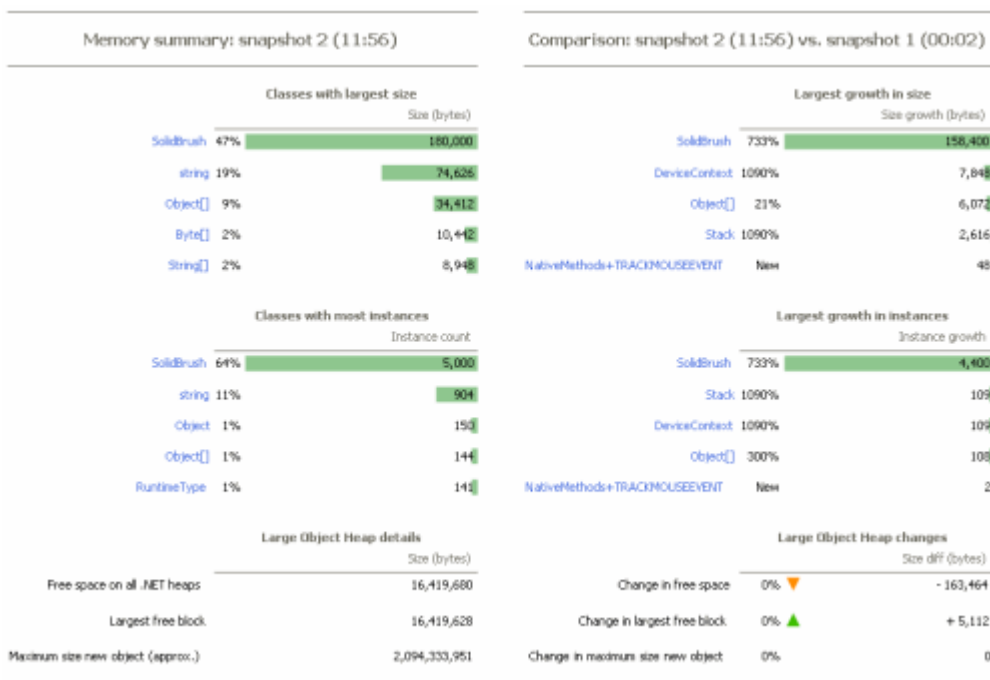 Memory summary: snapshot 2 (11:56)
Classes with largest size
Size (bytes)
SolidBrush 47% 180,000
string 19% 74,626
Object[] 9% 34,412
Byte[] 2% 10,442
String[] 2% 8,948
Classes with most instances
Instance count
SolidBrush 64% 5,000
string 11% 904
Object 1% 150
Object[] 1% 144
RuntimeType 1% 141
Large Object Heap details
Size (bytes)
Free space on all .NET heaps 16,419,680
Largest free block 16,419,628
Maximum size new object (approx.) 2,094,333,951
Comparison: snapshot 2 (11:56) vs. snapshot 1 (00:02)
Largest growth in size
Size growth (bytes)
SolidBrush 733% 158,400
DeviceContext 1090% 7,848
Object[] 21% 6,072
Stack 1090% 2,616
NativeMethods+TRACKMOUSEEVENT New 48
Largest growth in instances
Instance growth
SolidBrush 733% 4,400
Stack 1090% 109
DeviceContext 1090% 109
Object[] 300% 108
NativeMethods+TRACKMOUSEEVENT New 2
Large Object Heap changes
Size diff (bytes)
Change in free space 0% - 163,464
Change in largest free block 0% + 5,112
Change in maximum size new object 0% 0